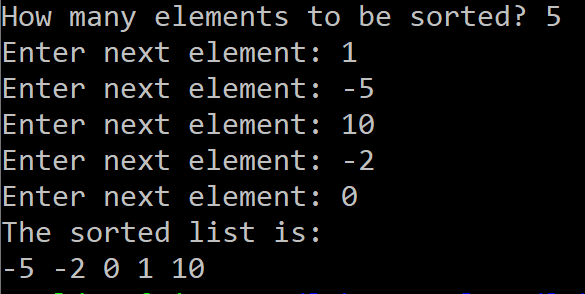 How many elements to be sorted? 5
Enter next element: 1
Enter next element: -5
Enter next element: 10
Enter next element: -2
Enter next element: 0
The sorted list is:
-5 -2 0 1 10